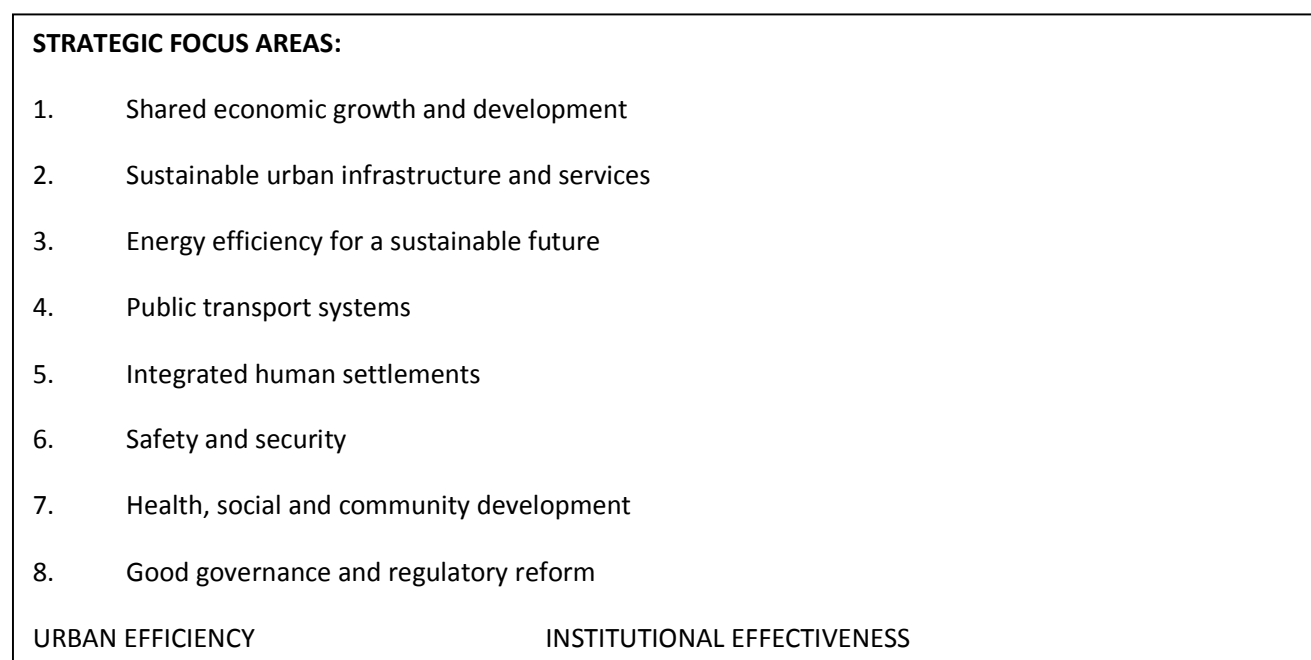 STRATEGIC FOCUS AREAS:
1. Shared economic growth and development
2. Sustainable urban infrastructure and services
3. Energy efficiency for a sustainable future
4. Public transport systems
5. Integrated human settlements
6. Safety and security
7. Health, social and community development
8. Good governance and regulatory reform
URBAN EFFICIENCY INSTITUTIONAL EFFECTIVENESS